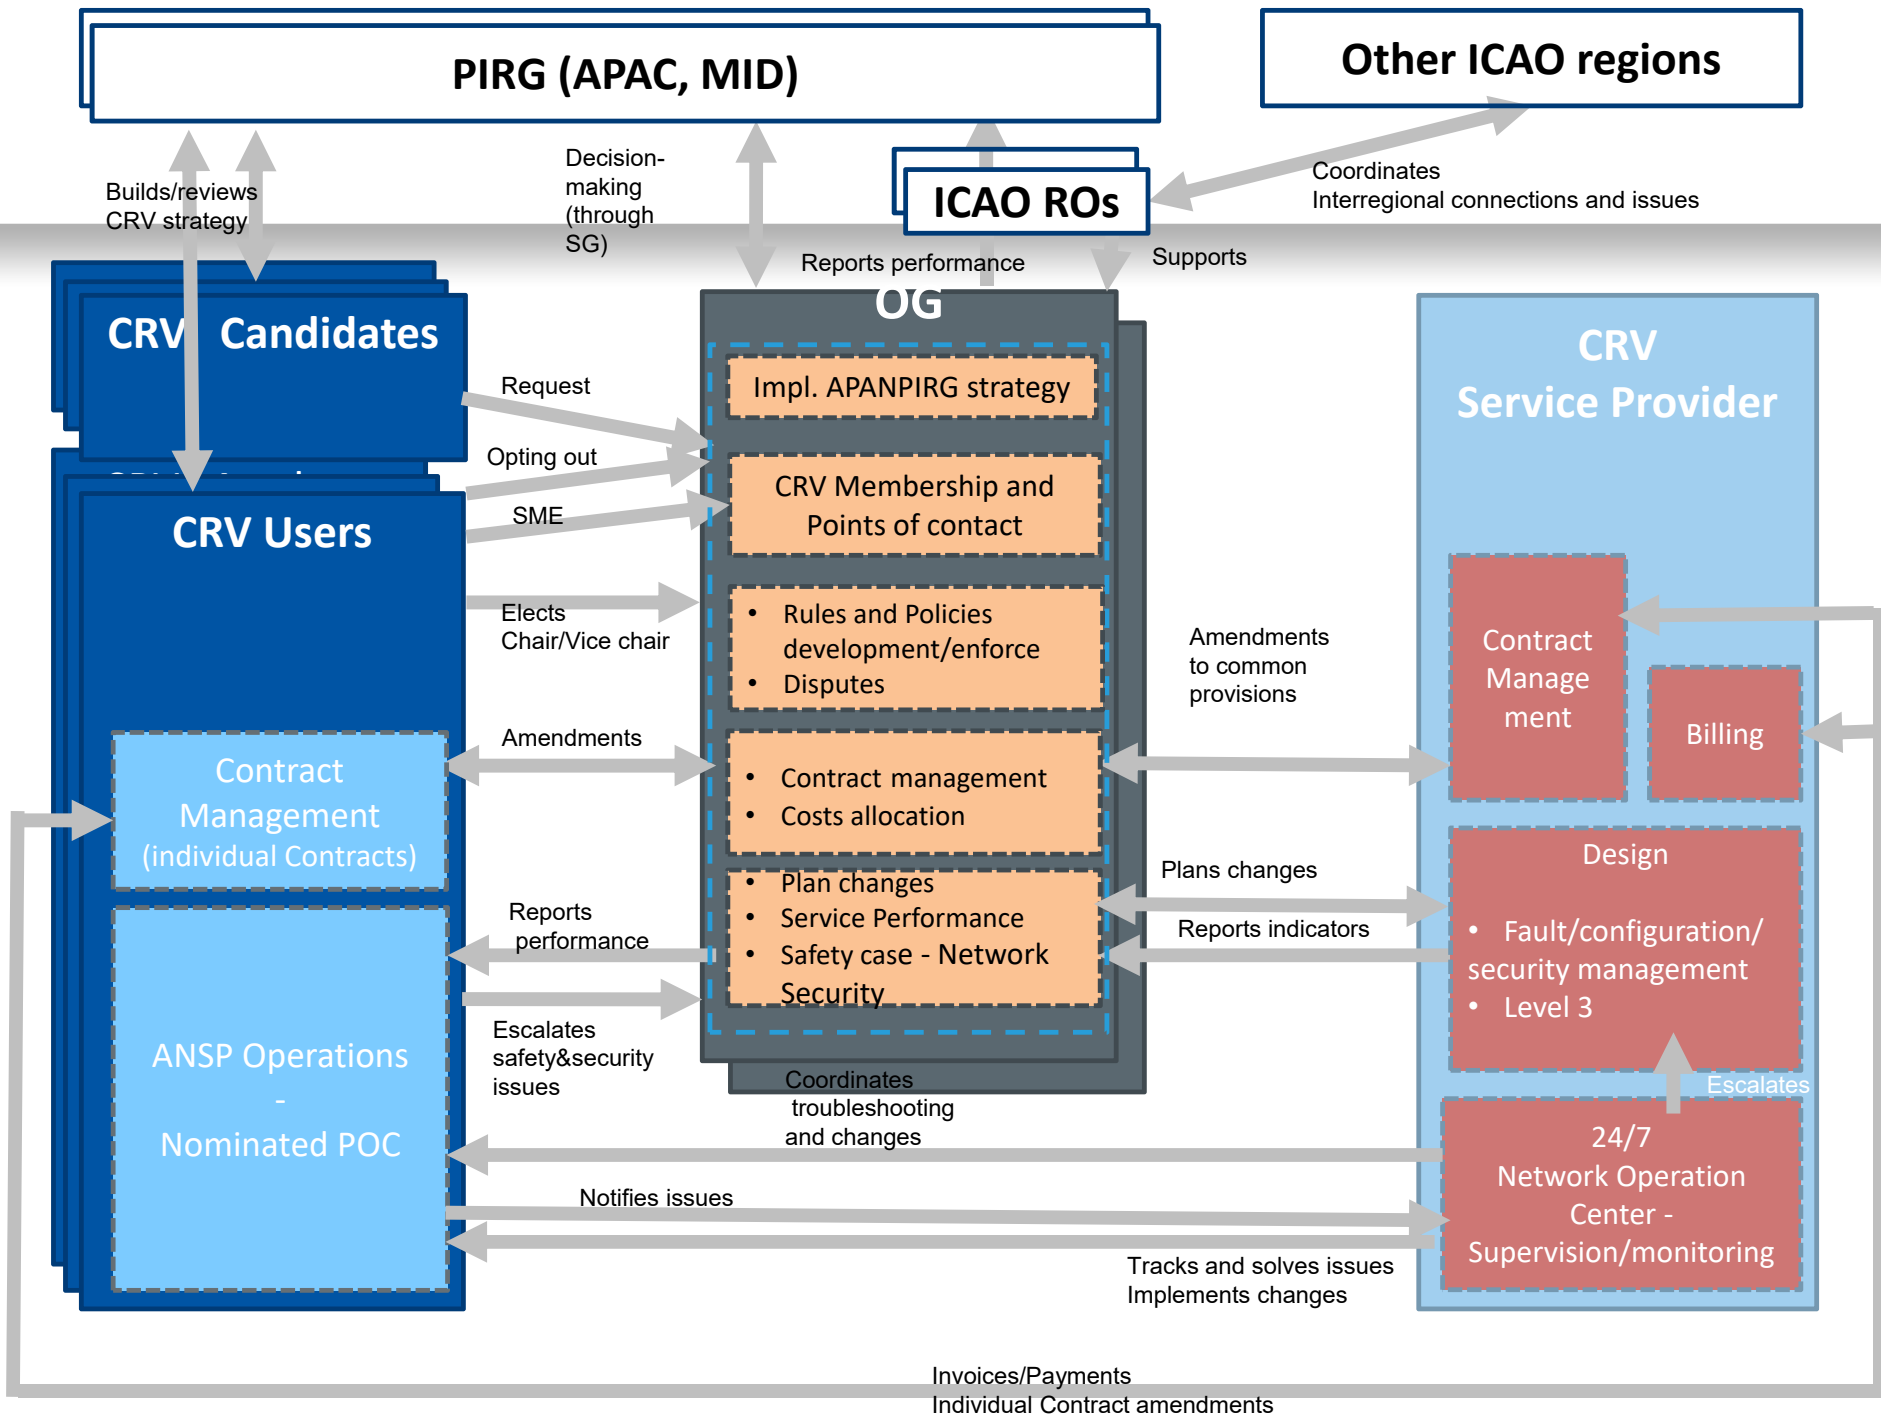 PIRG (APAC, MID)
Other ICAO regions
Builds/reviews
CRV strategy
Decision-
making
(through
SG)
ICAO ROs
Coordinates
Interregional connections and issues
Reports performance
Supports
CRV Candidates
Request
Opting out
SME
CRV Users
Elects
Chair/Vice chair
Amendments
Contract
Management
(individual Contracts)
Reports
performance
Escalates
safety&security
issues
ANSP Operations
-
Nominated POC
OG
Impl. APANPIRG strategy
CRV Membership and
Points of contact
• Rules and Policies
development/enforce
• Disputes
• Contract management
• Costs allocation
• Plan changes
• Service Performance
• Safety case - Network
Security
Amendments
to common
provisions
Plans changes
Reports indicators
CRV
Service Provider
Contract
Manage
ment
Billing
Design
• Fault/configuration/
security management
• Level 3
Escalates
24/7
Network Operation
Center -
Supervision/monitoring
Coordinates
troubleshooting
and changes
Notifies issues
Tracks and solves issues
Implements changes
Invoices/Payments
Individual Contract amendments